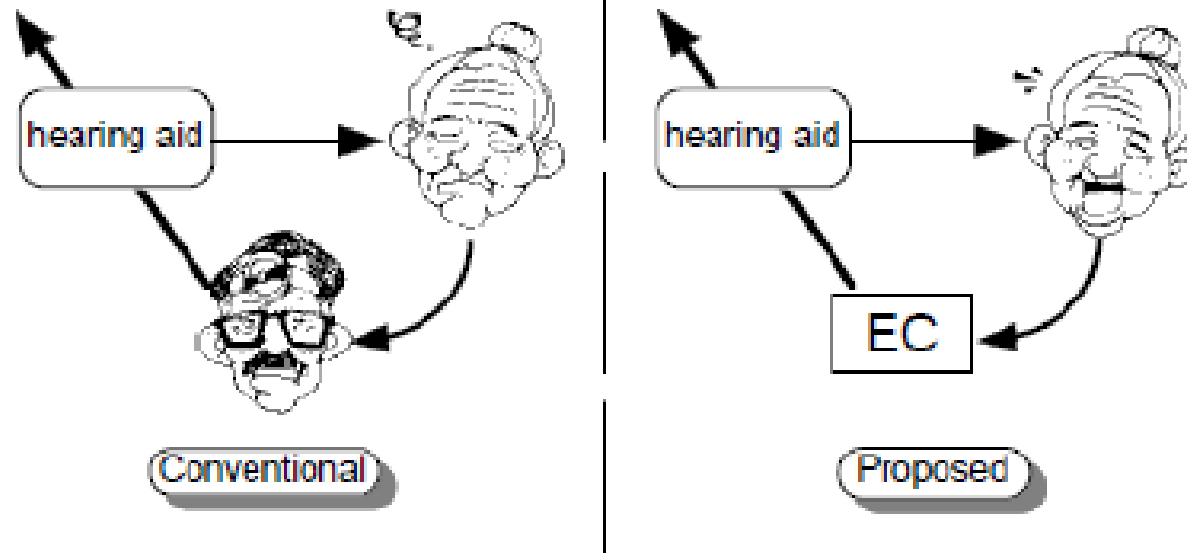 hearing aid
Conventional
hearing aid
EC
Proposed